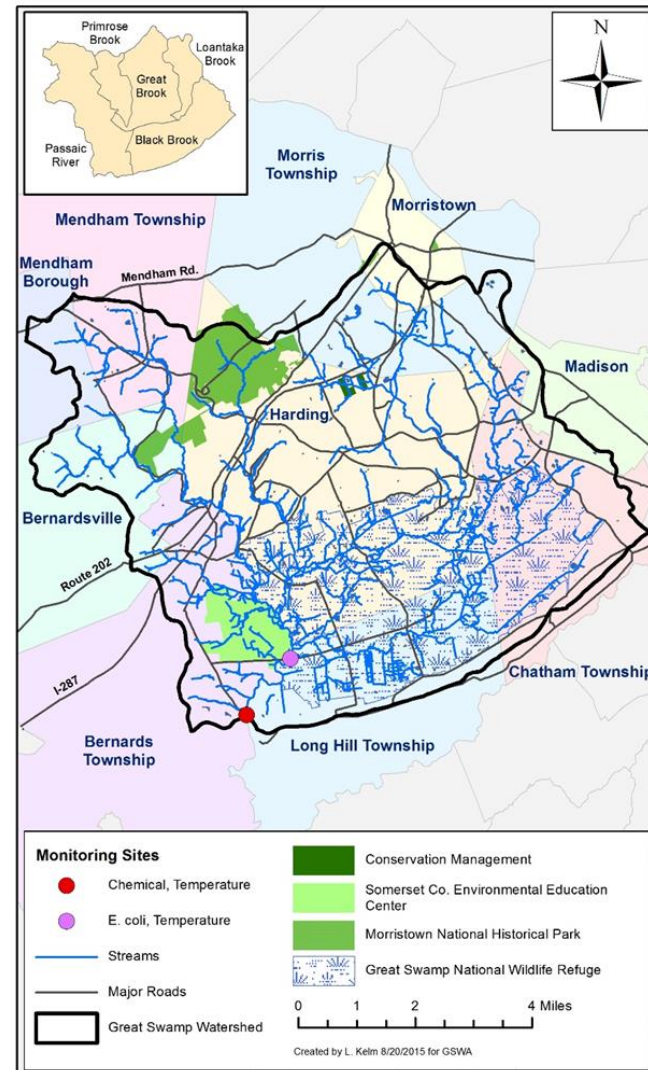 Primrose
Brook
Loantaka
Brook
Great
Brook
Black Brook
Passaic
River
N
Morris
Township
Morristown
Mendham Township
Mendham
Borough
Mendham Rd.
Madison
Harding
Bernardsville
Route 202
I-287
Chatham Township
Bernards
Township
Long Hill Township
Monitoring Sites
Chemical, Temperature
E. coli, Temperature
Streams
Major Roads
Great Swamp Watershed
Conservation Management
Somerset Co. Environmental Education
Center
Morristown National Historical Park
Great Swamp National Wildlife Refuge
0 1 2 4 Miles
Created by L. Kelm 8/20/2015 for GSWA